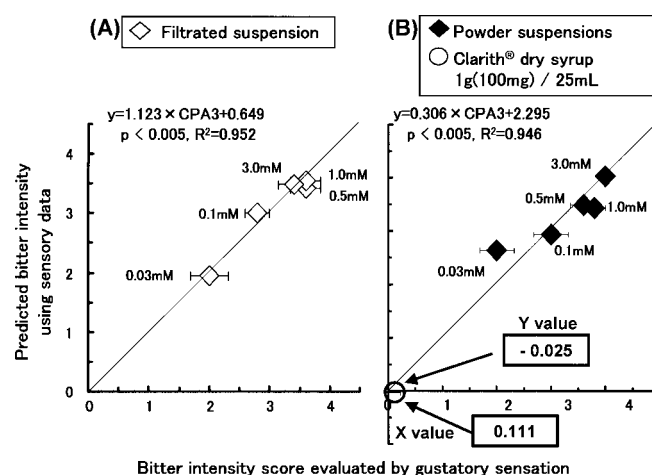 (A)
◇ Filtrated suspension
(B)
◆ Powder suspensions
○ Clarith® dry syrup
1g(100mg) / 25mL
y=1.123 × CPA3+0.649
p < 0.005, R²=0.952
y=0.306 × CPA3+2.295
p < 0.005, R²=0.946
Predicted bitter intensity
using sensory data
4
3
2
1
0
3.0mM
1.0mM
0.5mM
0.1mM
0.03mM
3.0mM
0.5mM
1.0mM
0.1mM
0.03mM
Y value
- 0.025
X value
0.111
0 1 2 3 4
0 1 2 3 4
Bitter intensity score evaluated by gustatory sensation